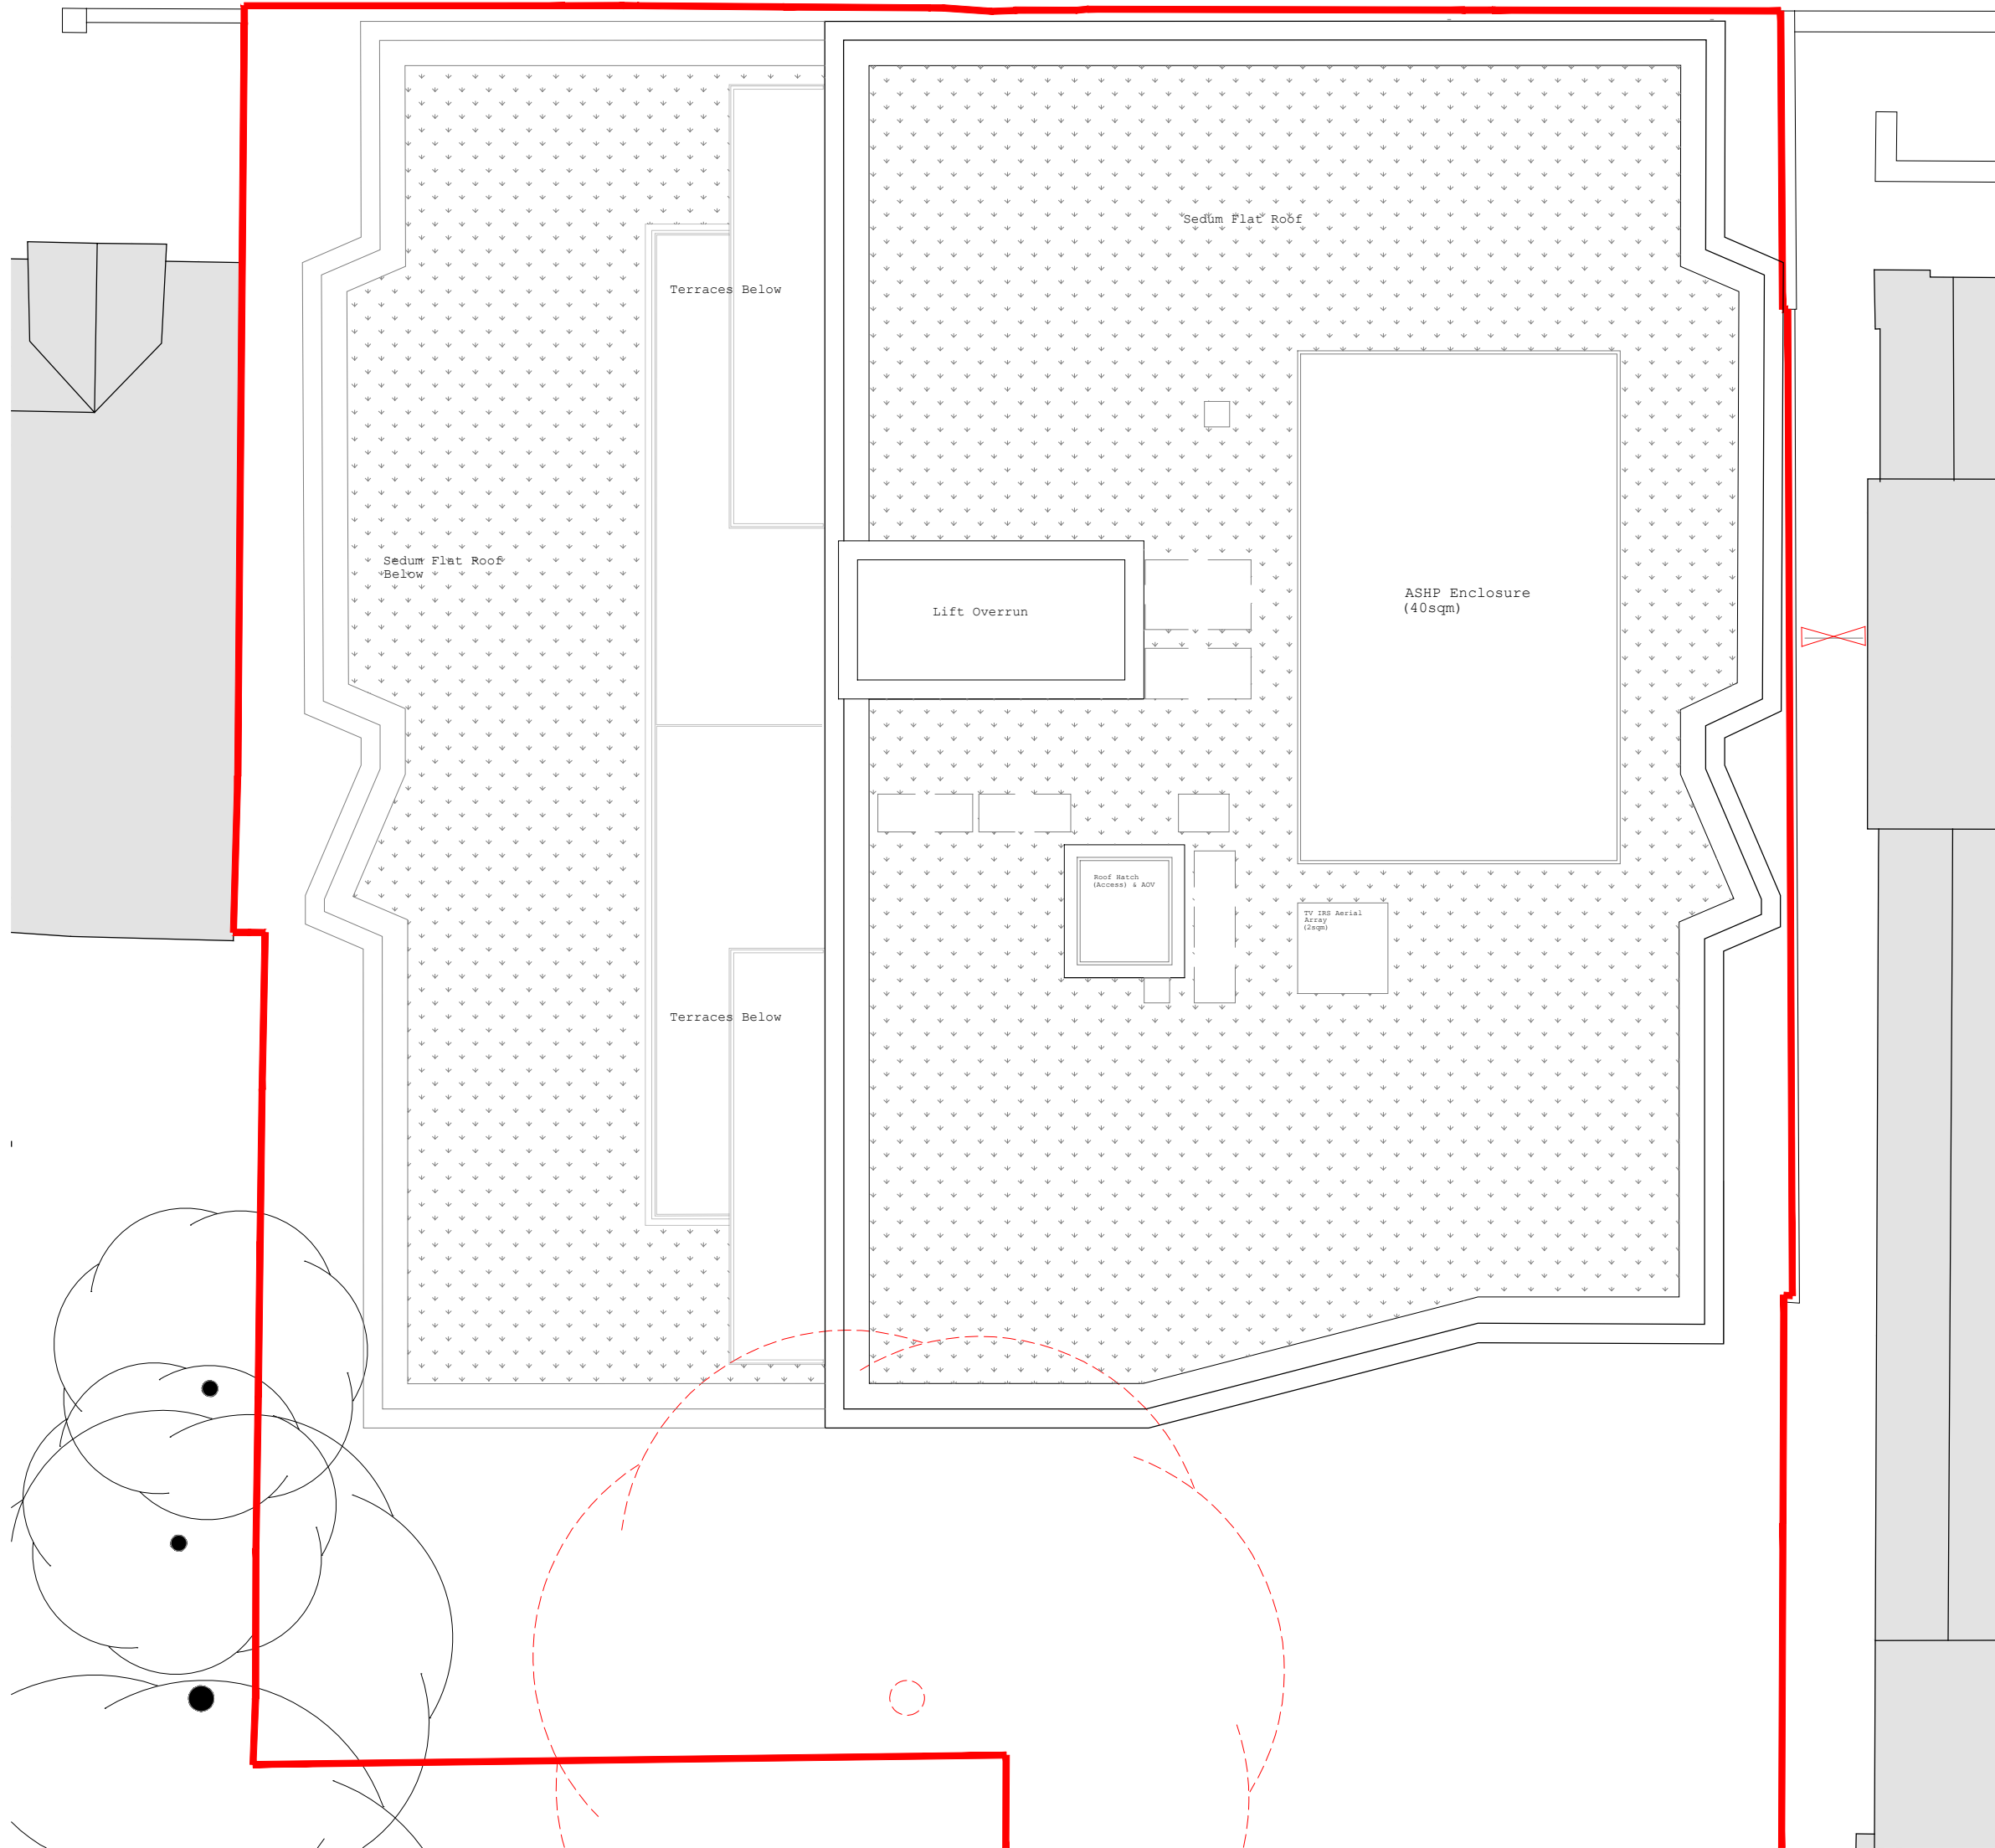 Sedum Flat Roof
Terraces Below
Sedum Flat Roof
Below
ASHP Enclosure
(40sqm)
Lift Overrun
Roof Hatch
(Access) & AOV
TV IRS Aerial
Array
(2sqm)
Terraces Below